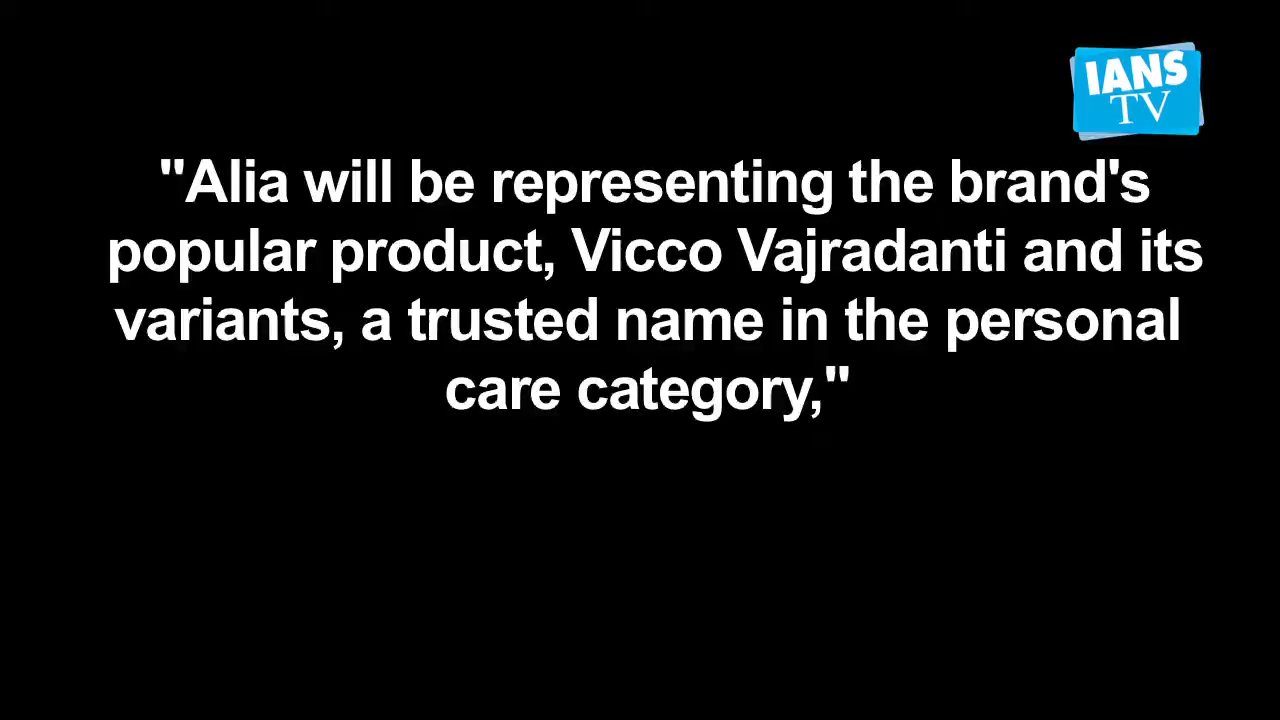 IANS
TV
"Alia will be representing the brand's
popular product, Vicco Vajradanti and its
variants, a trusted name in the personal
care category,"